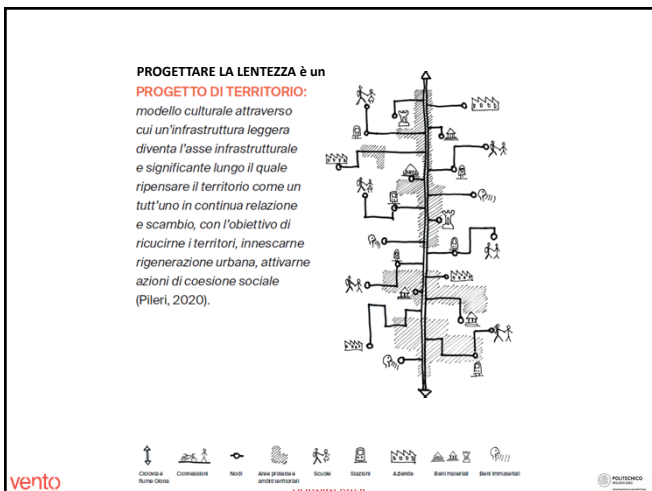 PROGETTARE LA LENTEZZA è un
PROGETTO DI TERRITORIO:
modello culturale attraverso
cui un'infrastruttura leggera
diventa l'asse infrastrutturale
e significante lungo il quale
ripensare il territorio come un
tutt'uno in continua relazione
e scambio, con l'obiettivo di
ricucirne i territori, innescarne
rigenerazione urbana, attivarne
azioni di coesione sociale
(Pileri, 2020).
Ciclovia e
fiume Olona
Connessioni
Nodi
Aree protette e
ambiti territoriali
Scuole
Stazioni
Aziende
Beni materiali
Beni immateriali
vento
POLITECNICO
MILANO 1863